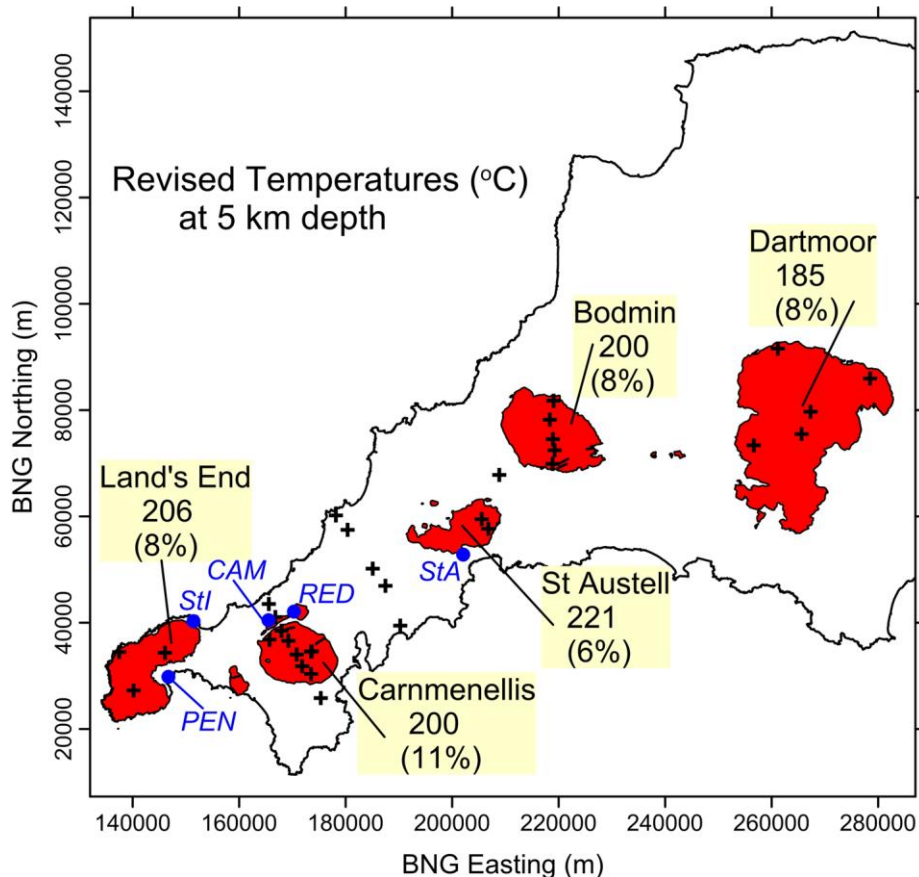 Revised Temperatures (°C)
at 5 km depth
Dartmoor
185
(8%)
Bodmin
200
(8%)
Land's End
206
(8%)
StI
CAM
RED
PEN
StA
St Austell
221
(6%)
Carnmenellis
200
(11%)
BNG Northing (m)
140000
120000
100000
80000
60000
40000
20000
140000 160000 180000 200000 220000 240000 260000 280000
BNG Easting (m)